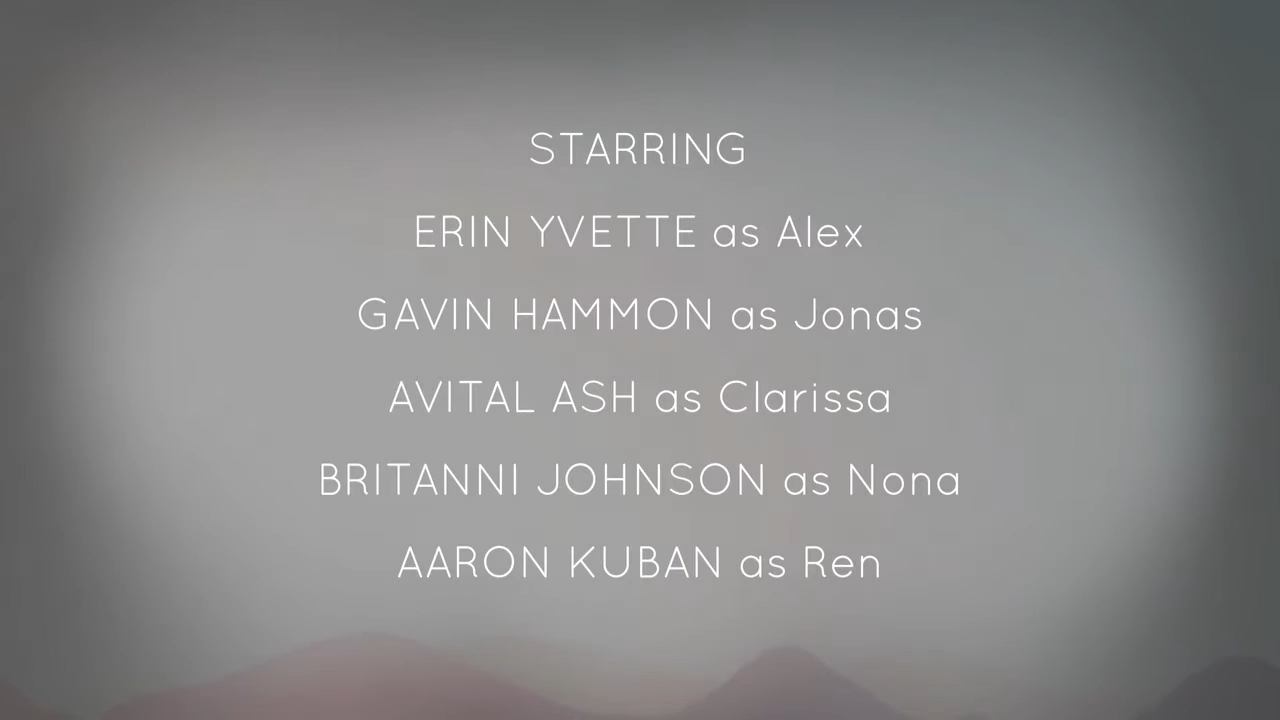 STARRING
ERIN YVETTE as Alex
GAVIN HAMMON as Jonas
AVITAL ASH as Clarissa
BRITANNI JOHNSON as Nona
AARON KUBAN as Ren